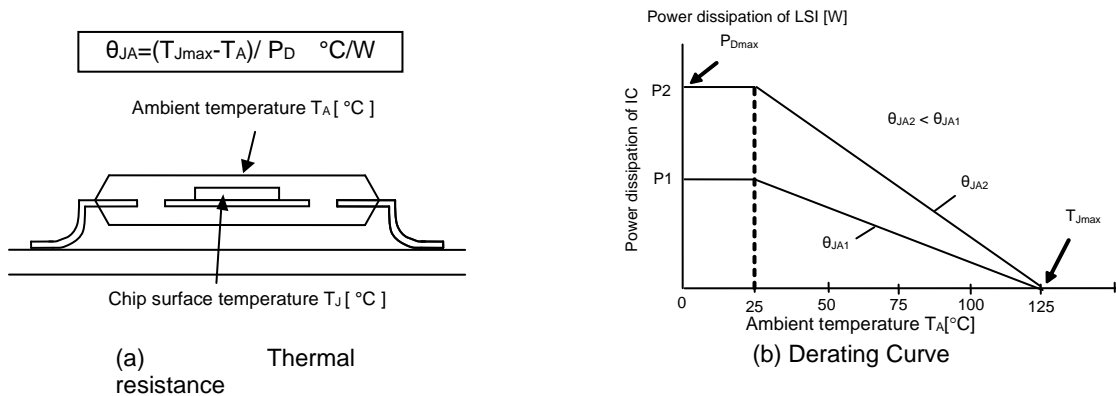 θJA=(TJmax-TA)/ PD °C/W
Ambient temperature TA [ °C ]
Chip surface temperature TJ [ °C ]
(a) Thermal
resistance
Power dissipation of LSI [W]
PDmax
P2
θJA2 < θJA1
Power dissipation of IC
P1
θJA2
TJmax
θJA1
0 25 50 75 100 125
Ambient temperature TA[°C]
(b) Derating Curve